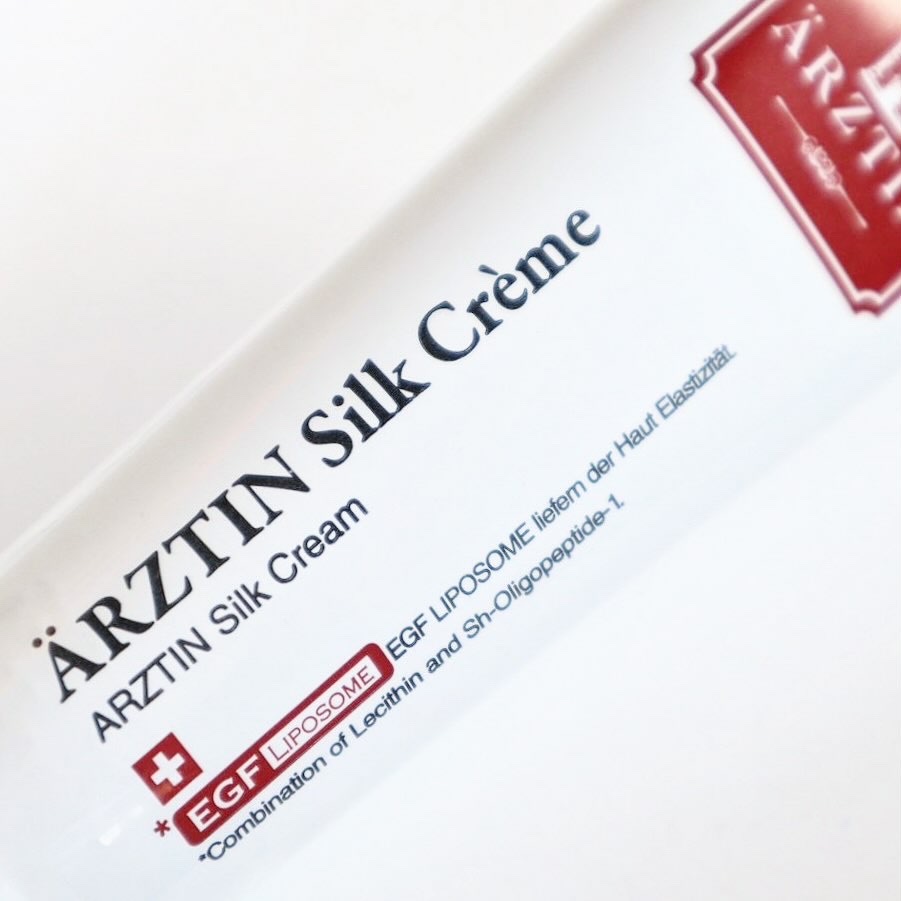 ÄRZTIN Silk Crème
ARZTIN Silk Cream
*EGF LIPOSOME EGF LIPOSOME liefern der Haut Elastizität.
*Combination of Lecithin and Sh-Oligopeptide-1.